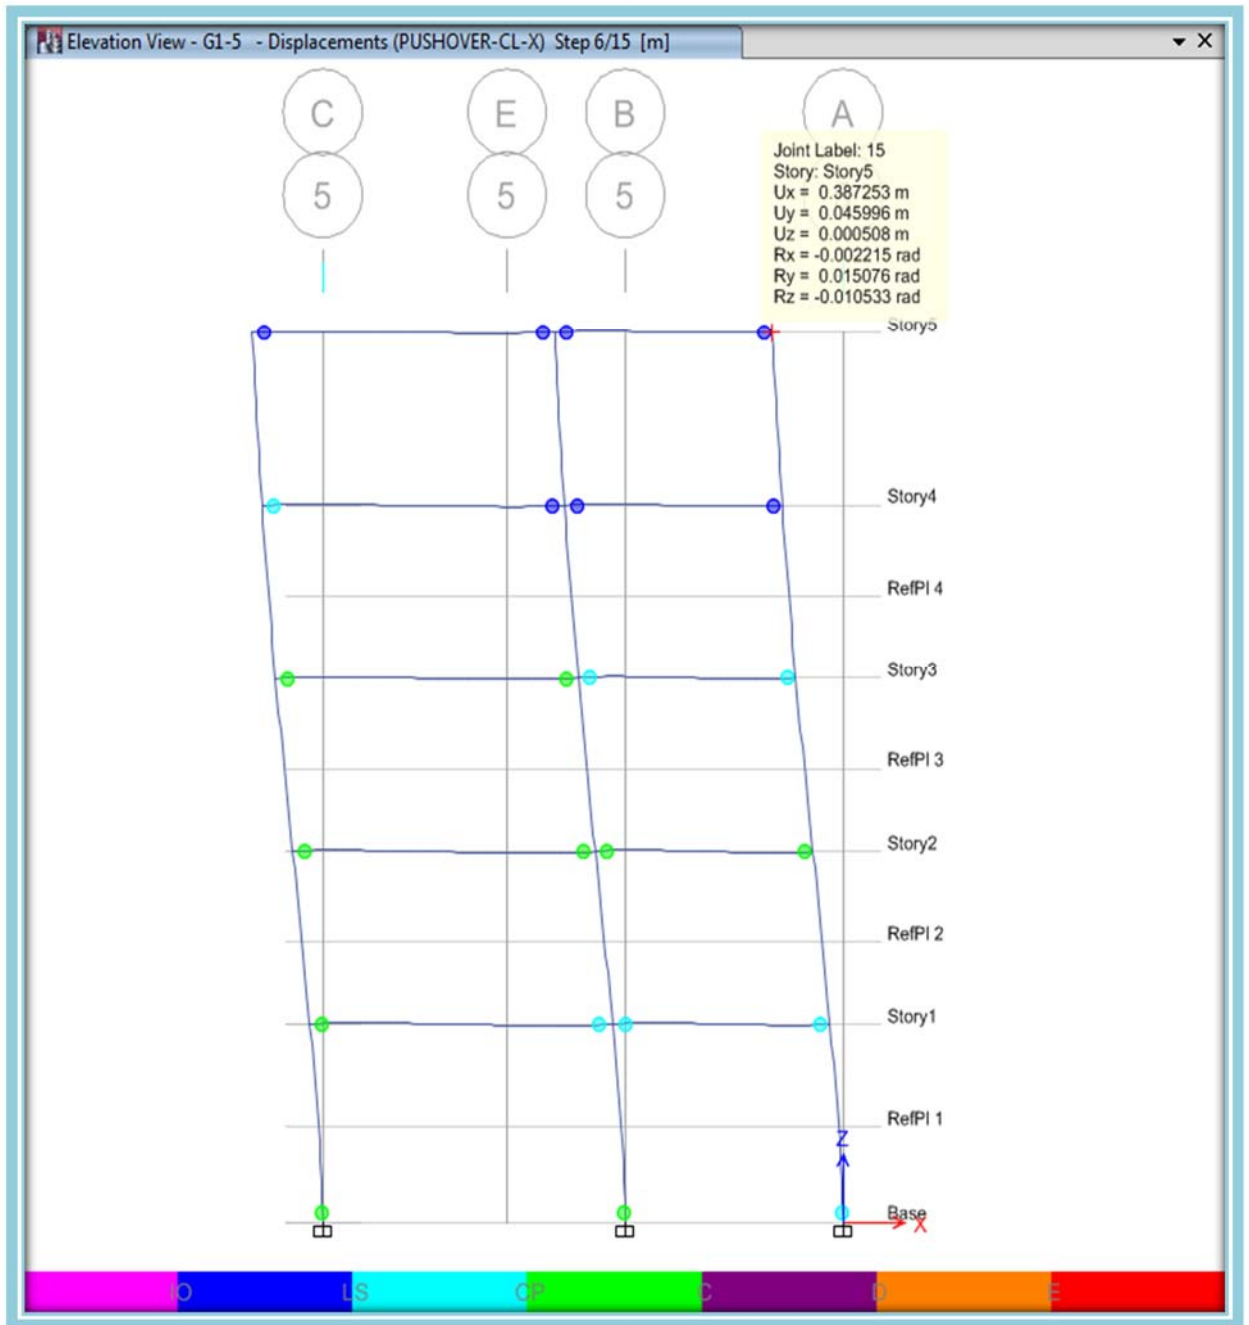 Elevation View - G1-5 - Displacements (PUSHOVER-CL-X) Step 6/15 [m]
C E B A
5 5 5
Joint Label: 15
Story: Story5
Ux = 0.387253 m
Uy = 0.045996 m
Uz = 0.000508 m
Rx = -0.002215 rad
Ry = 0.015076 rad
Rz = -0.010533 rad
Story5
Story4
RefPl 4
Story3
RefPl 3
Story2
RefPl 2
Story1
RefPl 1
Z
Base
X
IO LS CP C D E